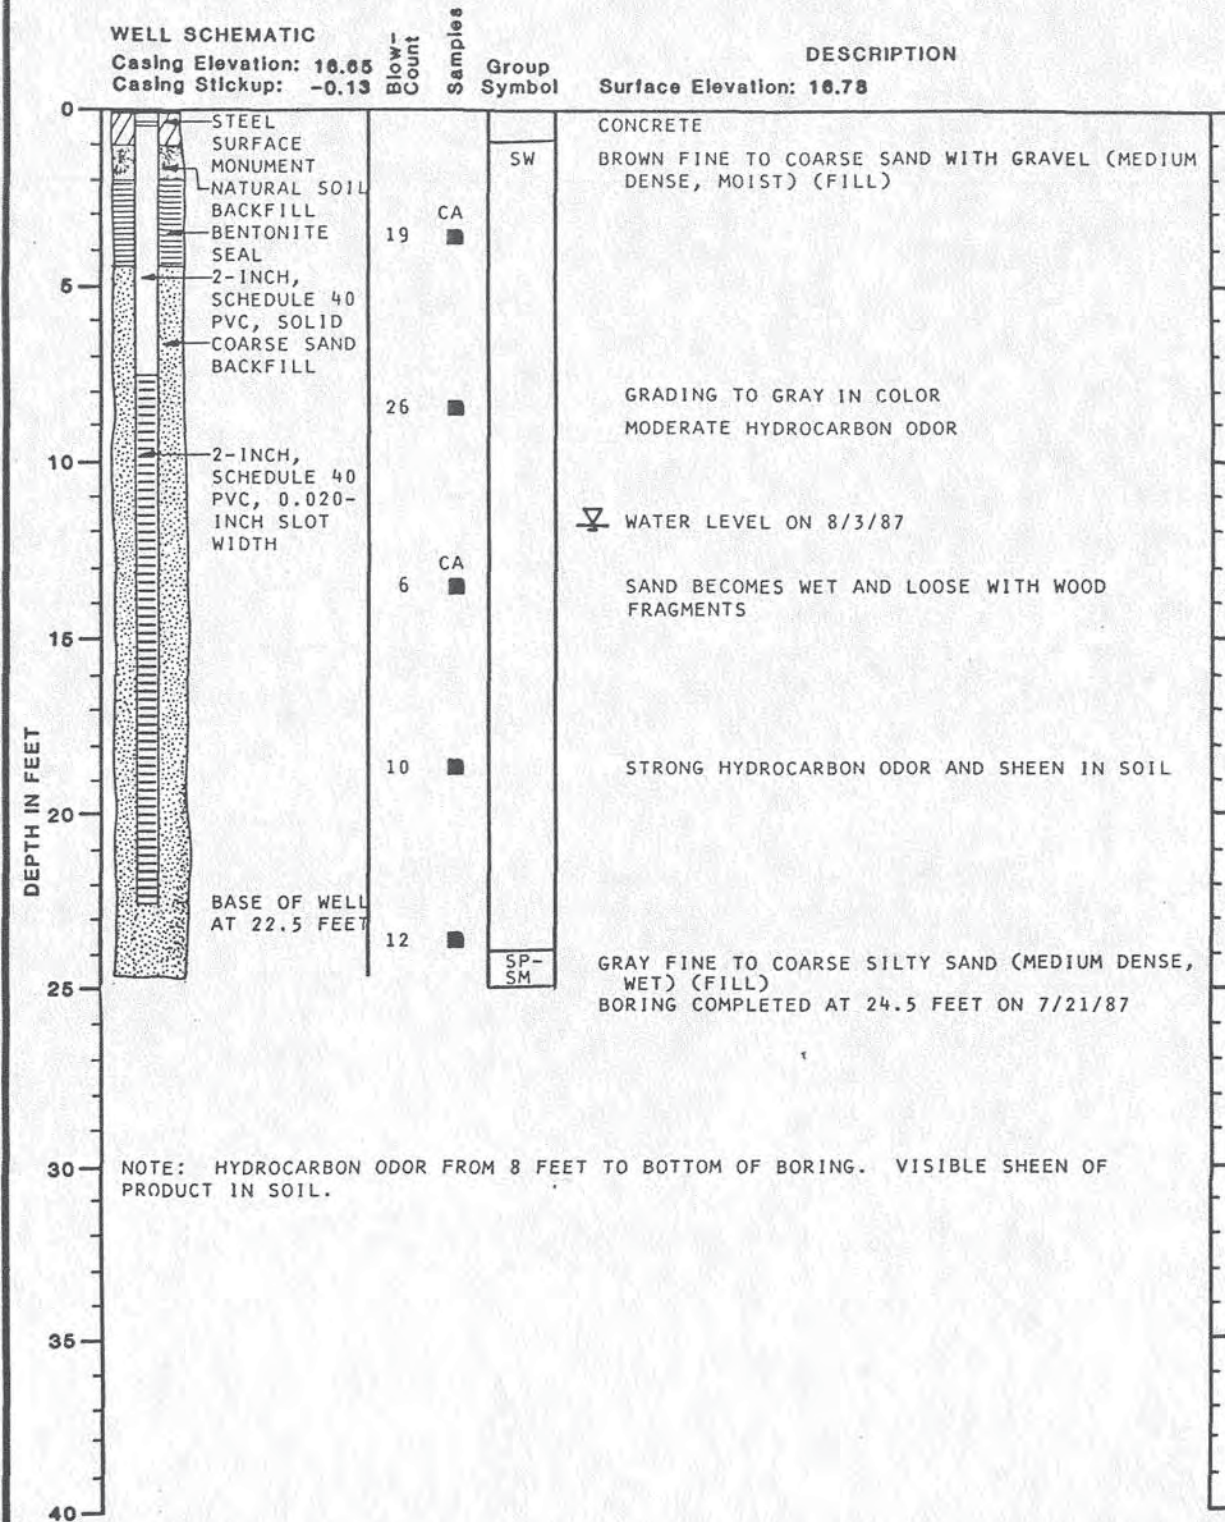 WELL SCHEMATIC
Casing Elevation: 16.65
Casing Stickup: -0.13
Blow-
Count
Samples
Group
Symbol
DESCRIPTION
Surface Elevation: 16.78
DEPTH IN FEET
0
5
10
15
20
25
30
35
40
STEEL
SURFACE
MONUMENT
NATURAL SOIL
BACKFILL
BENTONITE
SEAL
2-INCH,
SCHEDULE 40
PVC, SOLID
COARSE SAND
BACKFILL
2-INCH,
SCHEDULE 40
PVC, 0.020-
INCH SLOT
WIDTH
BASE OF WELL
AT 22.5 FEET
19
26
6
10
12
CA
CA
SW
SP-
SM
CONCRETE
BROWN FINE TO COARSE SAND WITH GRAVEL (MEDIUM
DENSE, MOIST) (FILL)
GRADING TO GRAY IN COLOR
MODERATE HYDROCARBON ODOR
WATER LEVEL ON 8/3/87
SAND BECOMES WET AND LOOSE WITH WOOD
FRAGMENTS
STRONG HYDROCARBON ODOR AND SHEEN IN SOIL
GRAY FINE TO COARSE SILTY SAND (MEDIUM DENSE,
WET) (FILL)
BORING COMPLETED AT 24.5 FEET ON 7/21/87
NOTE: HYDROCARBON ODOR FROM 8 FEET TO BOTTOM OF BORING. VISIBLE SHEEN OF
PRODUCT IN SOIL.